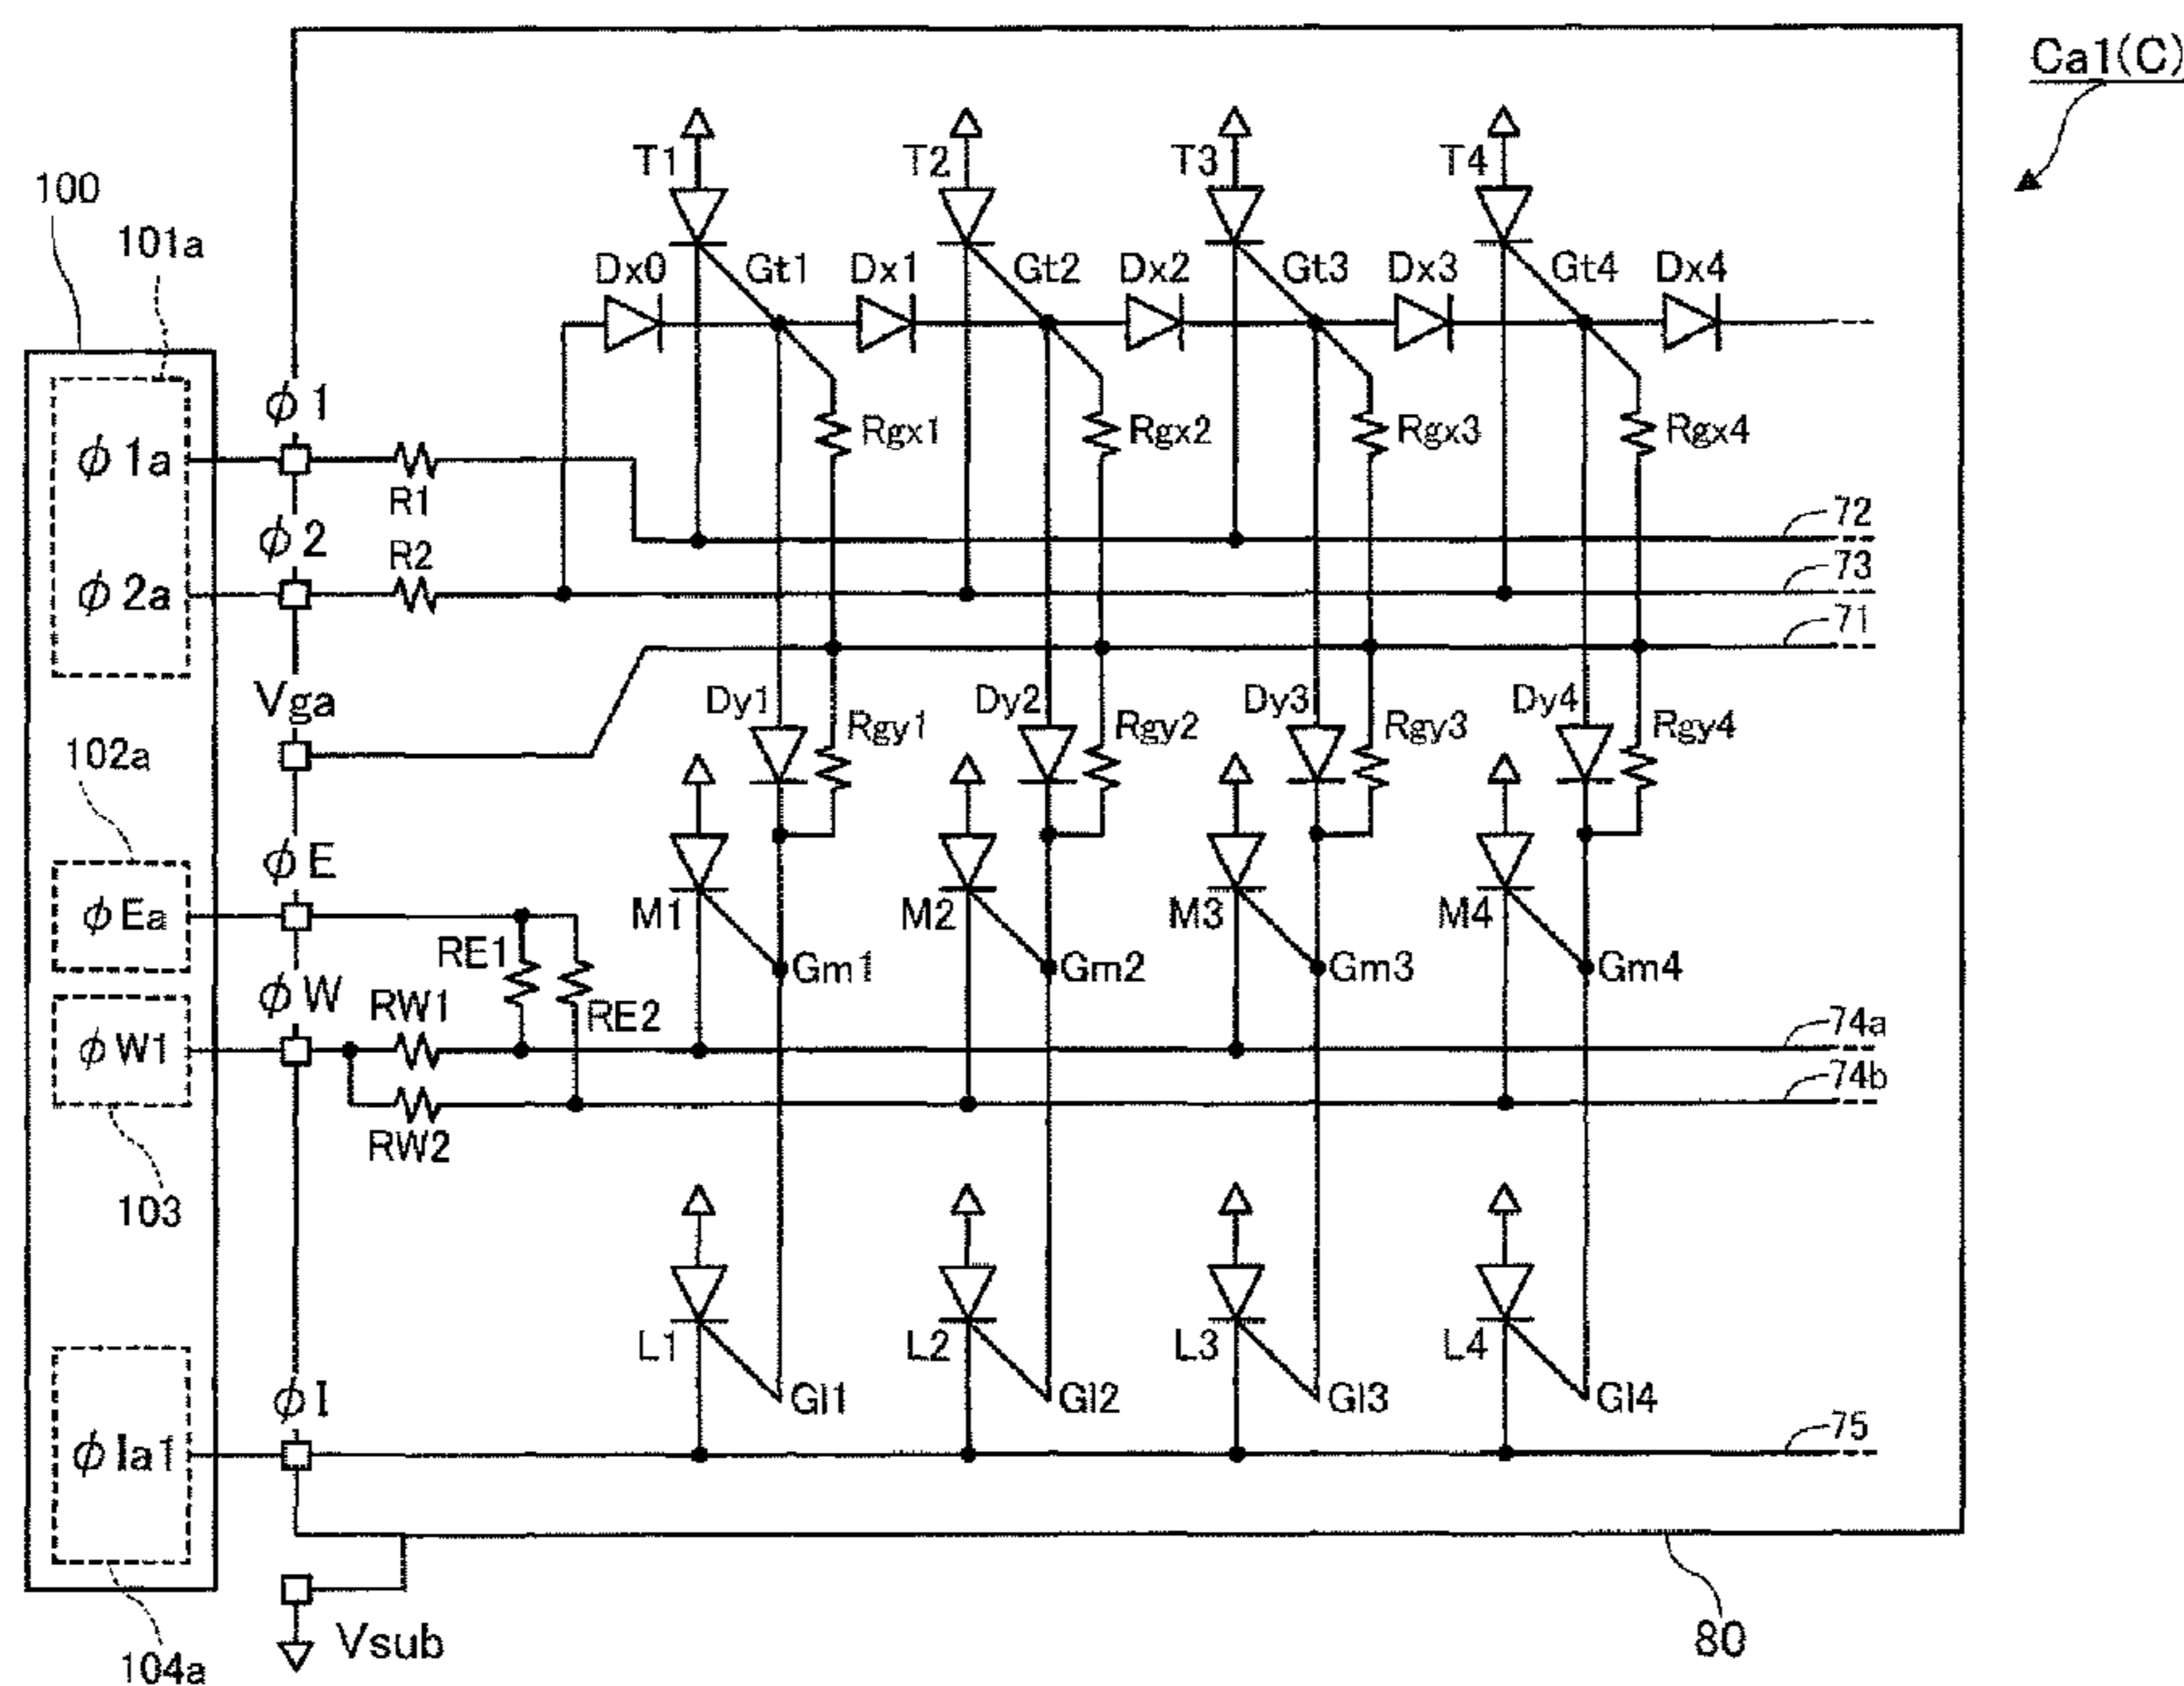 Ca1(C)
T1 T2 T3 T4
100
101a
Dx0 Gt1 Dx1 Gt2 Dx2 Gt3 Dx3 Gt4 Dx4
ϕ1
Rgx1 Rgx2 Rgx3 Rgx4
ϕ1a
R1
72
ϕ2
R2
73
ϕ2a
71
Vga
Dy1 Rgy1 Dy2 Rgy2 Dy3 Rgy3 Dy4 Rgy4
102a
ϕE
ϕEa
M1 M2 M3 M4
RE1
Gm1 Gm2 Gm3 Gm4
ϕW
RW1 RE2
74a
ϕW1
74b
RW2
103
L1 L2 L3 L4
ϕI
Gl1 Gl2 Gl3 Gl4
75
ϕIa1
Vsub
80
104a